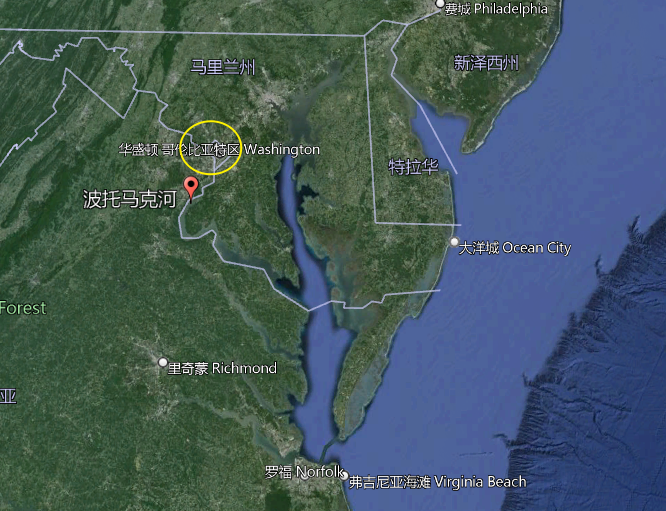 费城 Philadelphia
马里兰州
新泽西州
华盛顿 哥伦比亚特区 Washington
特拉华
波托马克河
大洋城 Ocean City
Forest
里奇蒙 Richmond
亚
罗福 Norfolk
弗吉尼亚海滩 Virginia Beach